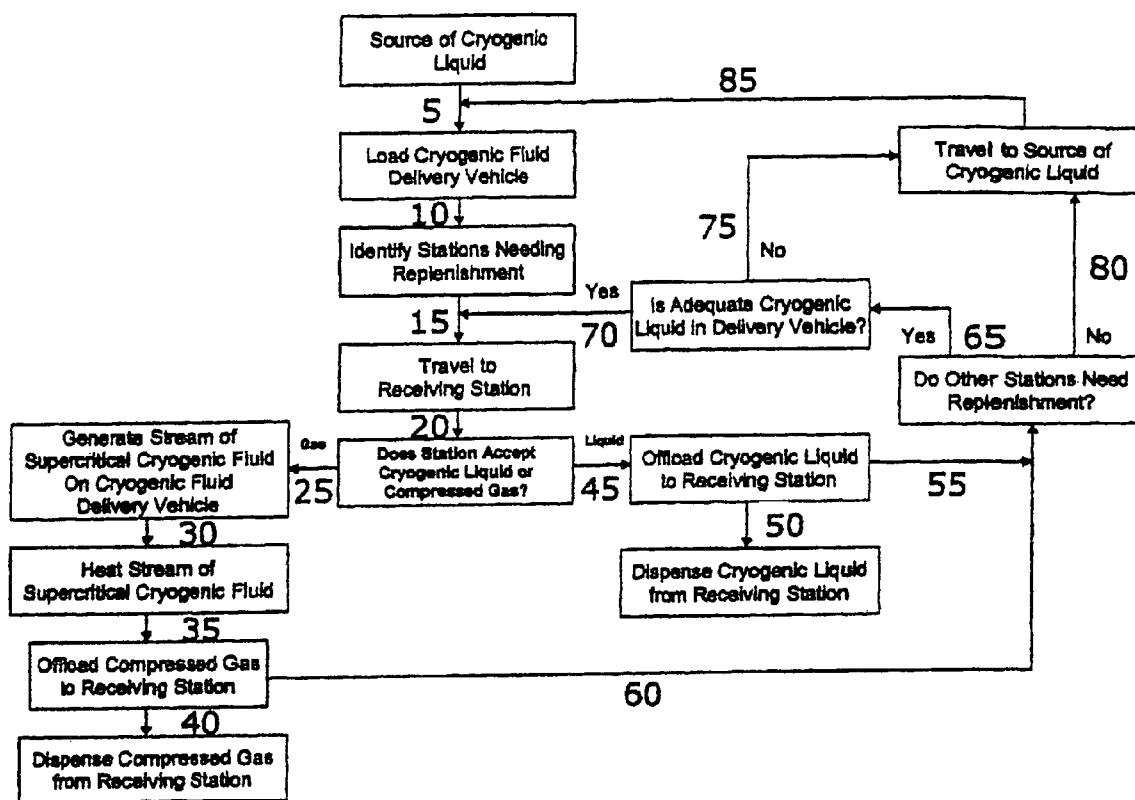 Source of Cryogenic
Liquid
85
5
Load Cryogenic Fluid
Delivery Vehicle
Travel to Source of
Cryogenic Liquid
10
75
No
80
Identify Stations Needing
Replenishment
Yes
Is Adequate Cryogenic
Liquid in Delivery Vehicle?
15
70
Yes
65
No
Travel to
Receiving Station
Do Other Stations Need
Replenishment?
20
Generate Stream of
Supercritical Cryogenic Fluid
On Cryogenic Fluid
Delivery Vehicle
Gas
25
Does Station Accept
Cryogenic Liquid or
Compressed Gas?
Liquid
45
Offload Cryogenic Liquid
to Receiving Station
55
30
50
Heat Stream of
Supercritical Cryogenic Fluid
Dispense Cryogenic Liquid
from Receiving Station
35
Offload Compressed Gas
to Receiving Station
60
40
Dispense Compressed Gas
from Receiving Station